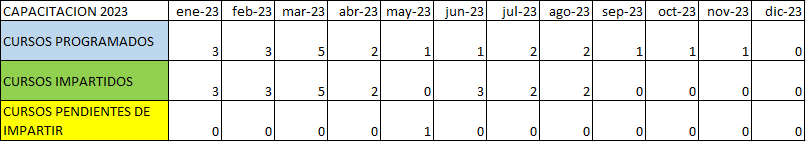 CAPACITACION 2023 ene-23 feb-23 mar-23 abr-23 may-23 jun-23 jul-23 ago-23 sep-23 oct-23 nov-23 dic-23
CURSOS PROGRAMADOS 3 3 5 2 1 1 2 2 1 1 1 0
CURSOS IMPARTIDOS 3 3 5 2 0 3 2 2 0 0 0 0
CURSOS PENDIENTES DE
IMPARTIR 0 0 0 0 1 0 0 0 0 0 0 0